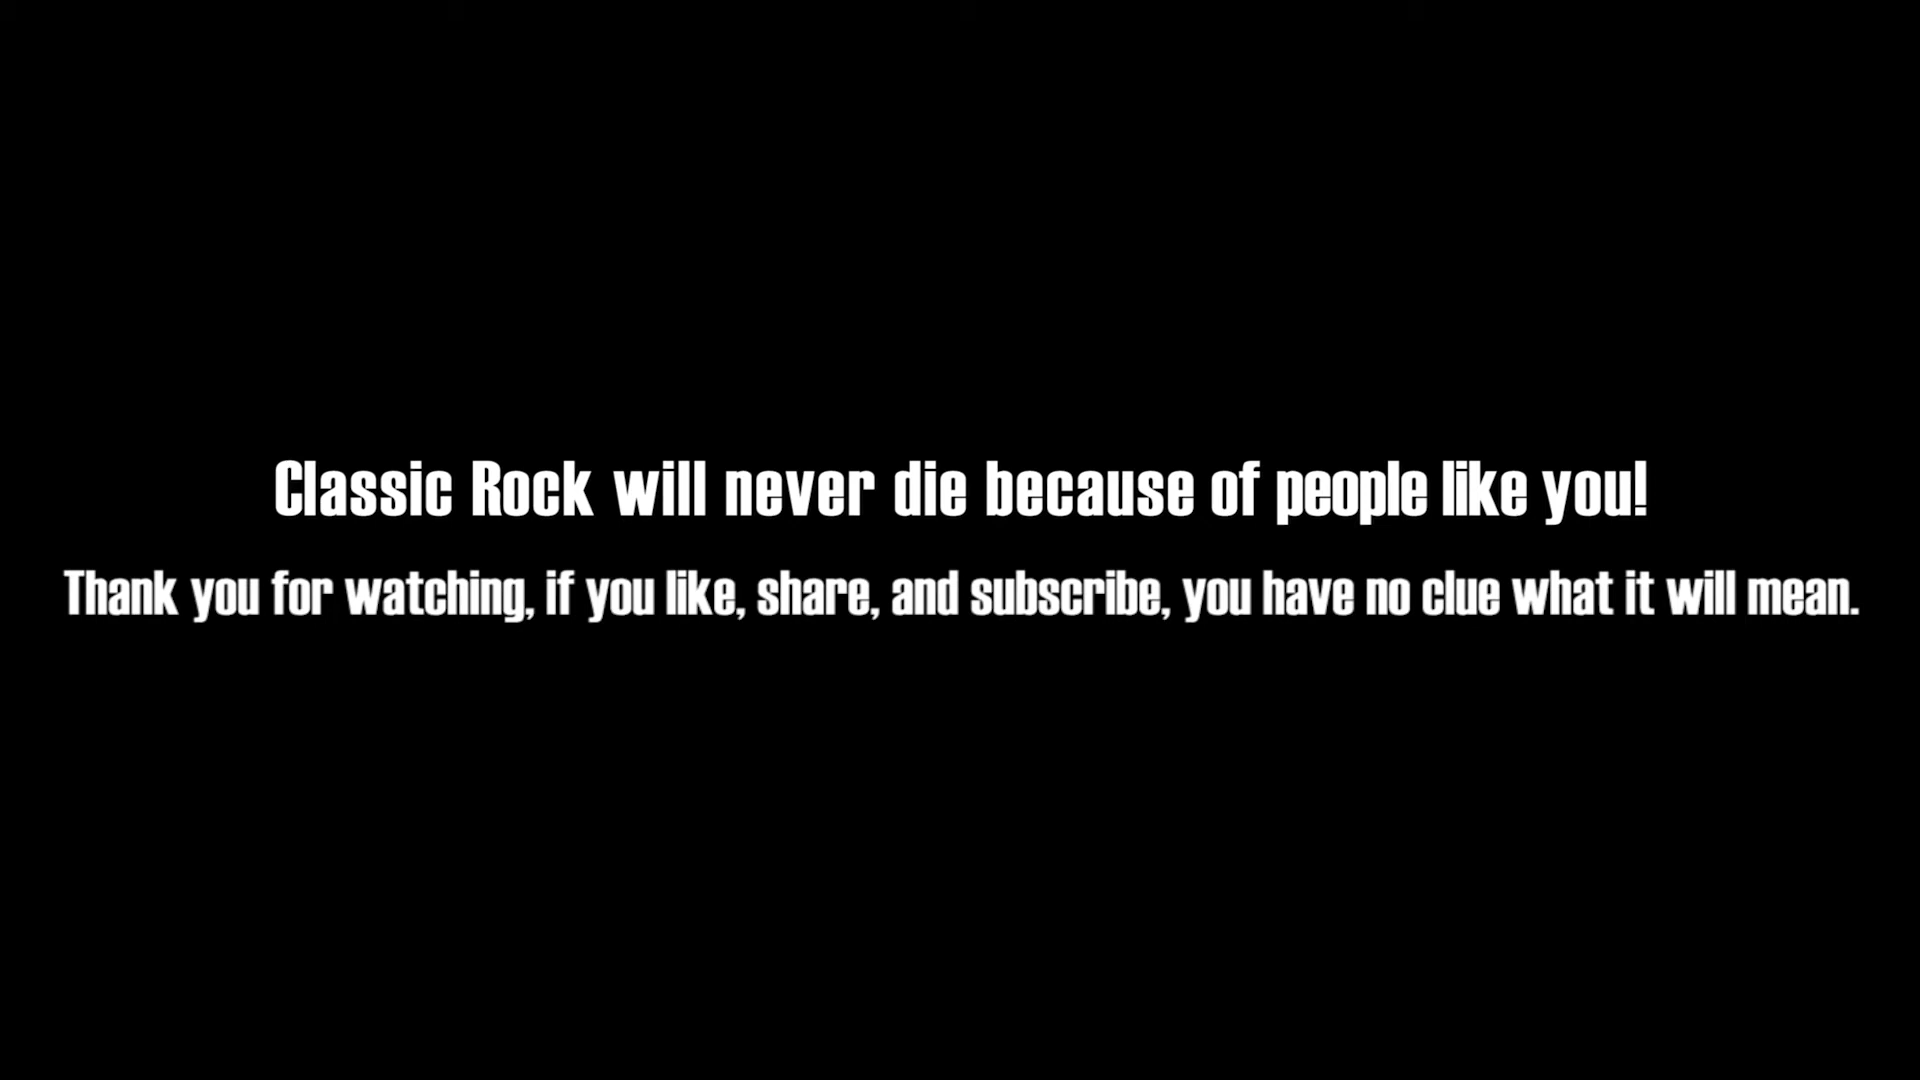 Classic Rock will never die because of people like you!
Thank you for watching, if you like, share, and subscribe, you have no clue what it will mean.